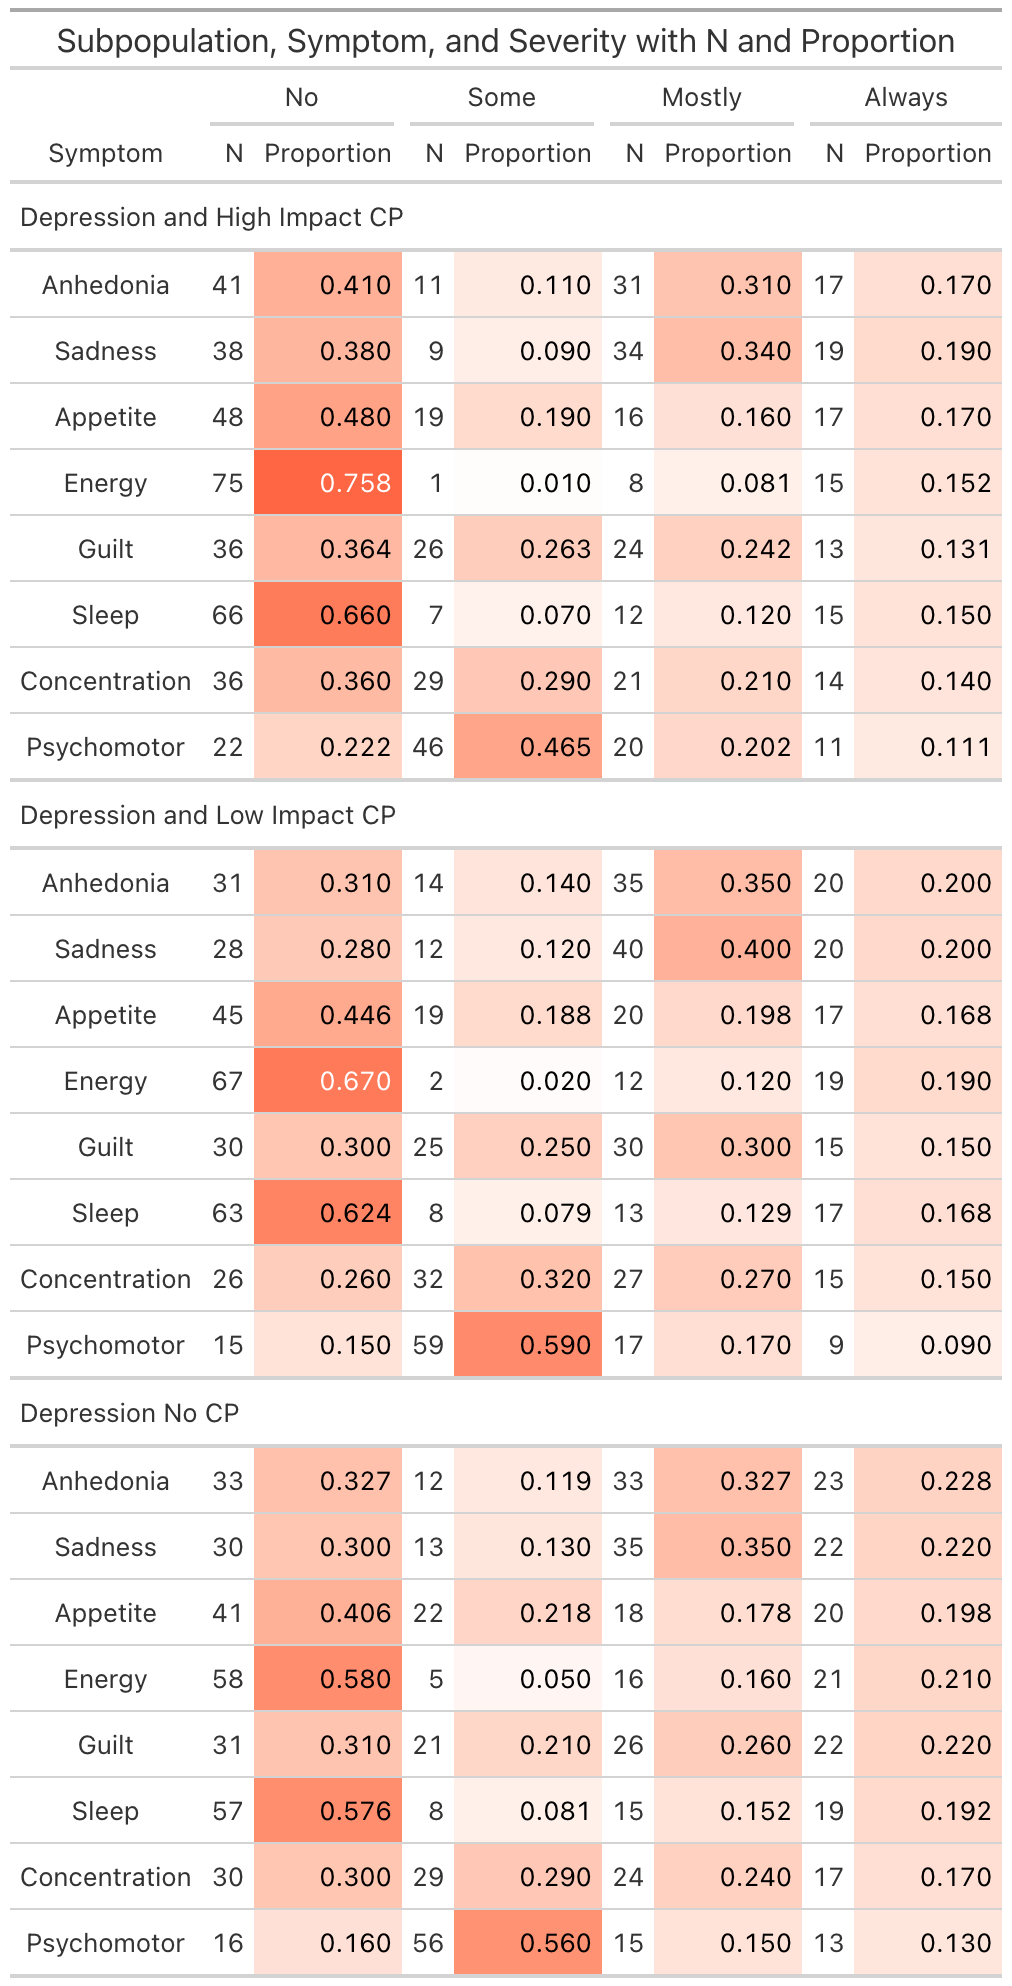 Subpopulation, Symptom, and Severity with N and Proportion
No Some Mostly Always
Symptom N Proportion N Proportion N Proportion N Proportion
Depression and High Impact CP
Anhedonia 41 0.410 11 0.110 31 0.310 17 0.170
Sadness 38 0.380 9 0.090 34 0.340 19 0.190
Appetite 48 0.480 19 0.190 16 0.160 17 0.170
Energy 75 0.758 1 0.010 8 0.081 15 0.152
Guilt 36 0.364 26 0.263 24 0.242 13 0.131
Sleep 66 0.660 7 0.070 12 0.120 15 0.150
Concentration 36 0.360 29 0.290 21 0.210 14 0.140
Psychomotor 22 0.222 46 0.465 20 0.202 11 0.111
Depression and Low Impact CP
Anhedonia 31 0.310 14 0.140 35 0.350 20 0.200
Sadness 28 0.280 12 0.120 40 0.400 20 0.200
Appetite 45 0.446 19 0.188 20 0.198 17 0.168
Energy 67 0.670 2 0.020 12 0.120 19 0.190
Guilt 30 0.300 25 0.250 30 0.300 15 0.150
Sleep 63 0.624 8 0.079 13 0.129 17 0.168
Concentration 26 0.260 32 0.320 27 0.270 15 0.150
Psychomotor 15 0.150 59 0.590 17 0.170 9 0.090
Depression No CP
Anhedonia 33 0.327 12 0.119 33 0.327 23 0.228
Sadness 30 0.300 13 0.130 35 0.350 22 0.220
Appetite 41 0.406 22 0.218 18 0.178 20 0.198
Energy 58 0.580 5 0.050 16 0.160 21 0.210
Guilt 31 0.310 21 0.210 26 0.260 22 0.220
Sleep 57 0.576 8 0.081 15 0.152 19 0.192
Concentration 30 0.300 29 0.290 24 0.240 17 0.170
Psychomotor 16 0.160 56 0.560 15 0.150 13 0.130